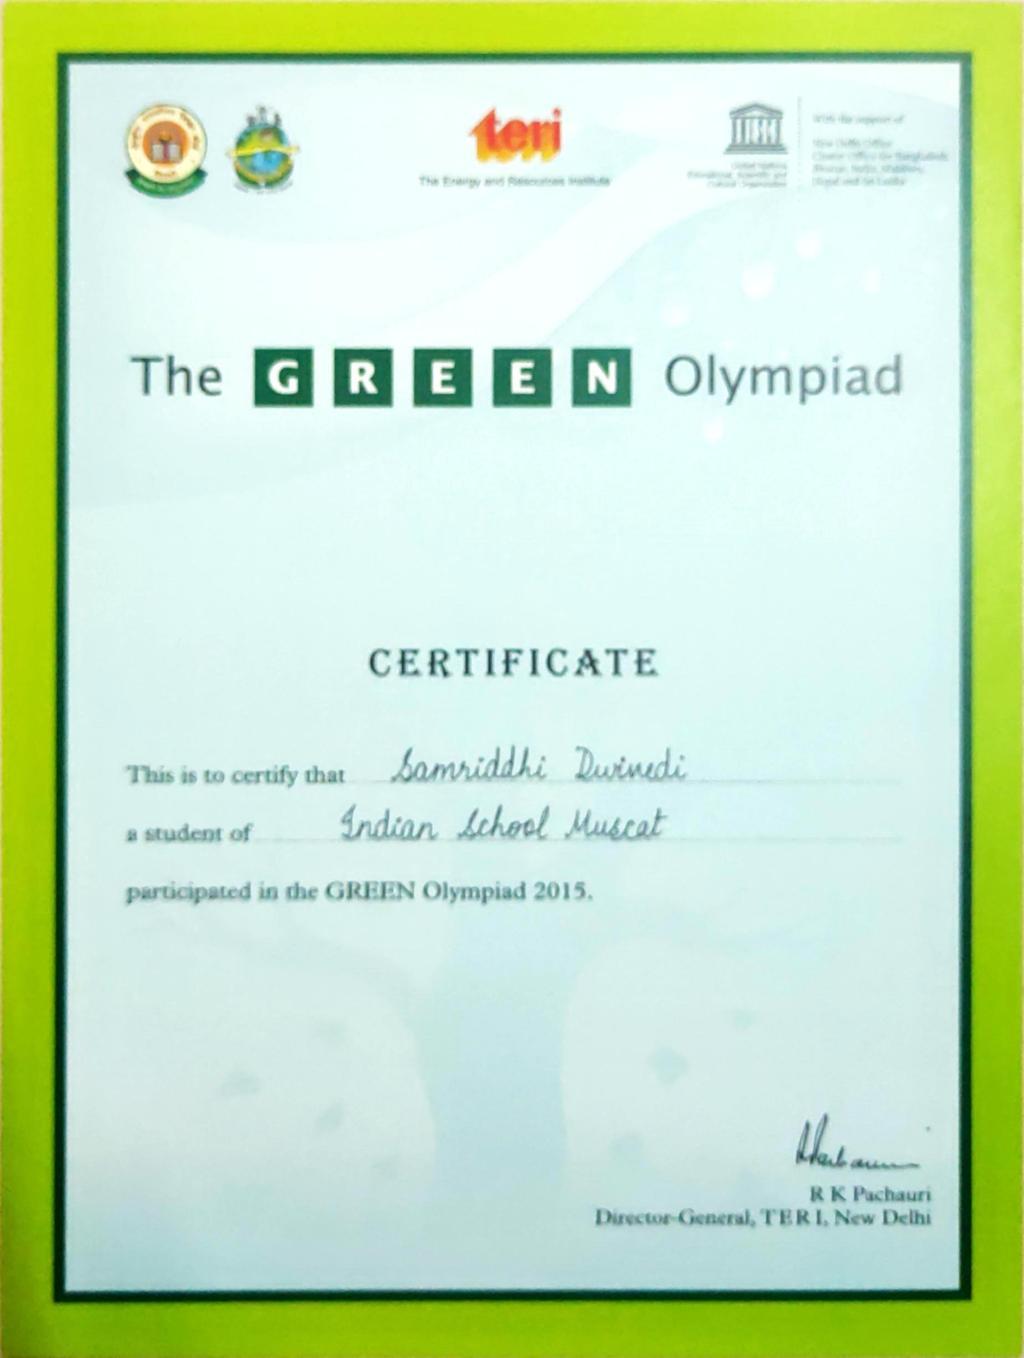 teri
The Energy and Resources Institute
United Nations
Educational, Scientific and
Cultural Organization
With the support of
New Delhi Office
Cluster Office for Bangladesh,
Bhutan, India, Maldives,
Nepal and Sri Lanka
The GREEN Olympiad
CERTIFICATE
This is to certify that Samriddhi Dwivedi
a student of Indian School Muscat
participated in the GREEN Olympiad 2015.
R K Pachauri
Director-General, TERI, New Delhi